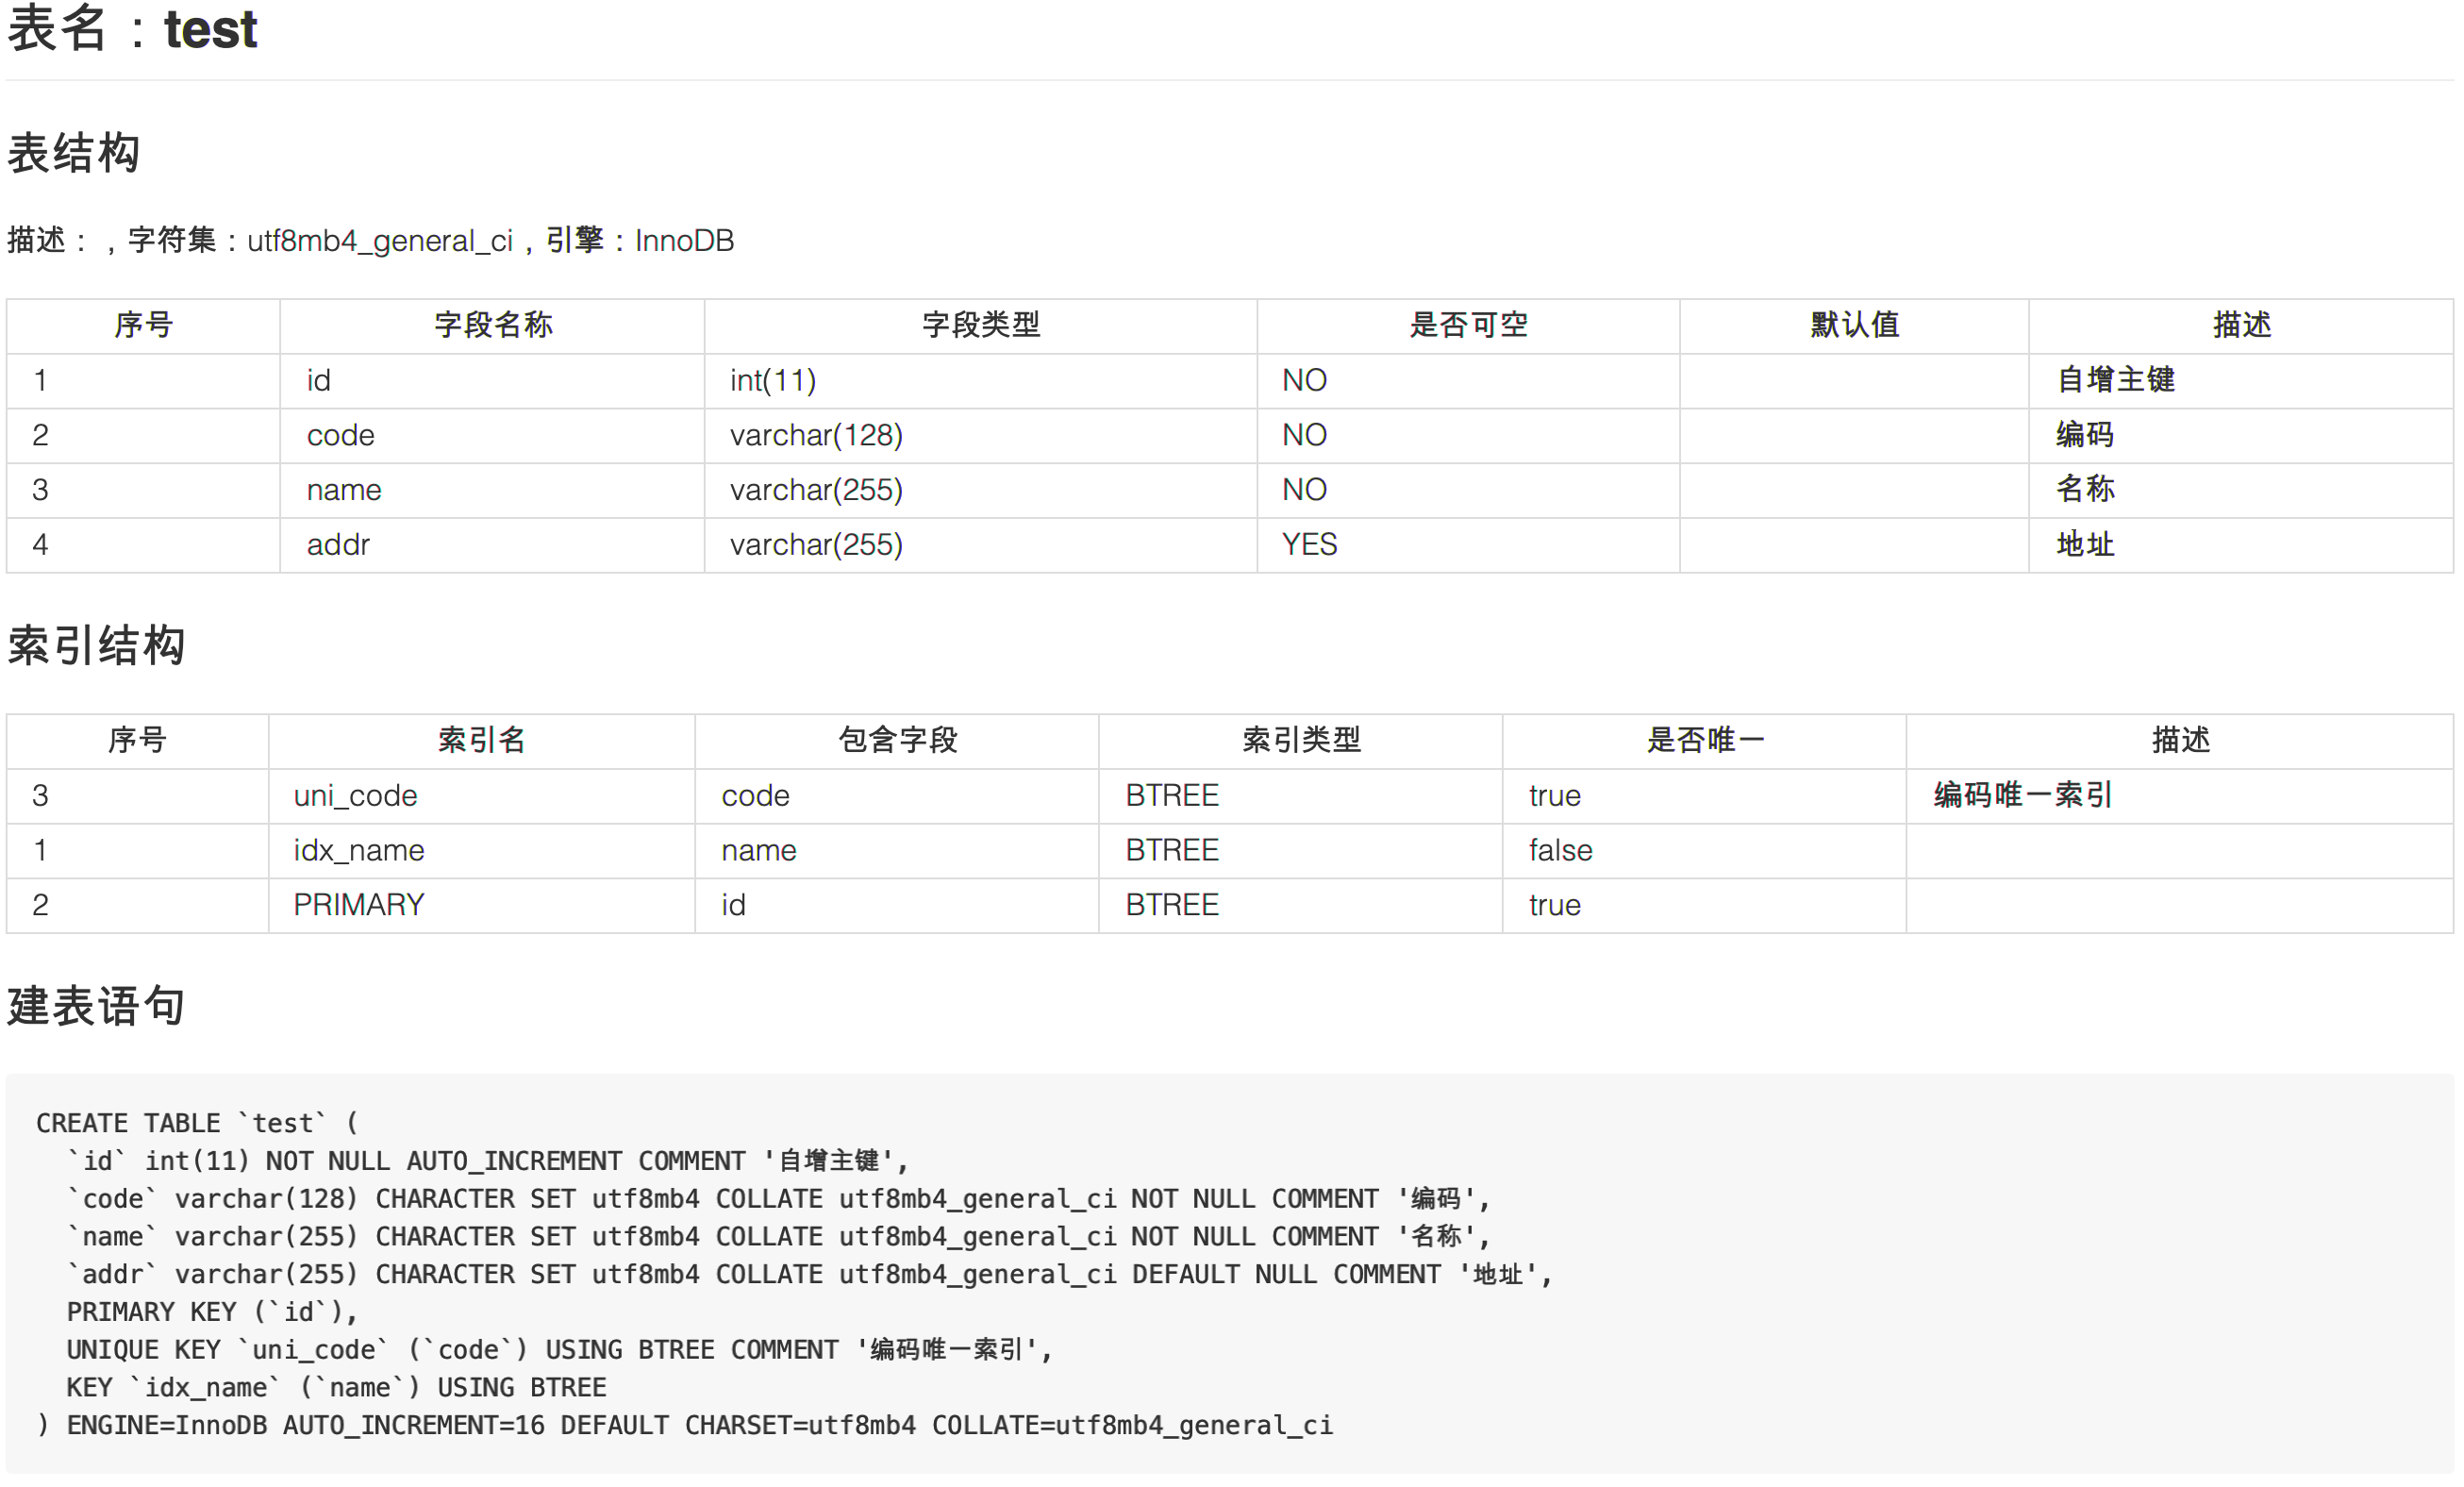 表名：test
表结构
描述：，字符集：utf8mb4_general_ci，引擎：InnoDB
序号 字段名称 字段类型 是否可空 默认值 描述
1 id int(11) NO 自增主键
2 code varchar(128) NO 编码
3 name varchar(255) NO 名称
4 addr varchar(255) YES 地址
索引结构
序号 索引名 包含字段 索引类型 是否唯一 描述
3 uni_code code BTREE true 编码唯一索引
1 idx_name name BTREE false
2 PRIMARY id BTREE true
建表语句
CREATE TABLE `test` (
  `id` int(11) NOT NULL AUTO_INCREMENT COMMENT '自增主键',
  `code` varchar(128) CHARACTER SET utf8mb4 COLLATE utf8mb4_general_ci NOT NULL COMMENT '编码',
  `name` varchar(255) CHARACTER SET utf8mb4 COLLATE utf8mb4_general_ci NOT NULL COMMENT '名称',
  `addr` varchar(255) CHARACTER SET utf8mb4 COLLATE utf8mb4_general_ci DEFAULT NULL COMMENT '地址',
  PRIMARY KEY (`id`),
  UNIQUE KEY `uni_code` (`code`) USING BTREE COMMENT '编码唯一索引',
  KEY `idx_name` (`name`) USING BTREE
) ENGINE=InnoDB AUTO_INCREMENT=16 DEFAULT CHARSET=utf8mb4 COLLATE=utf8mb4_general_ci